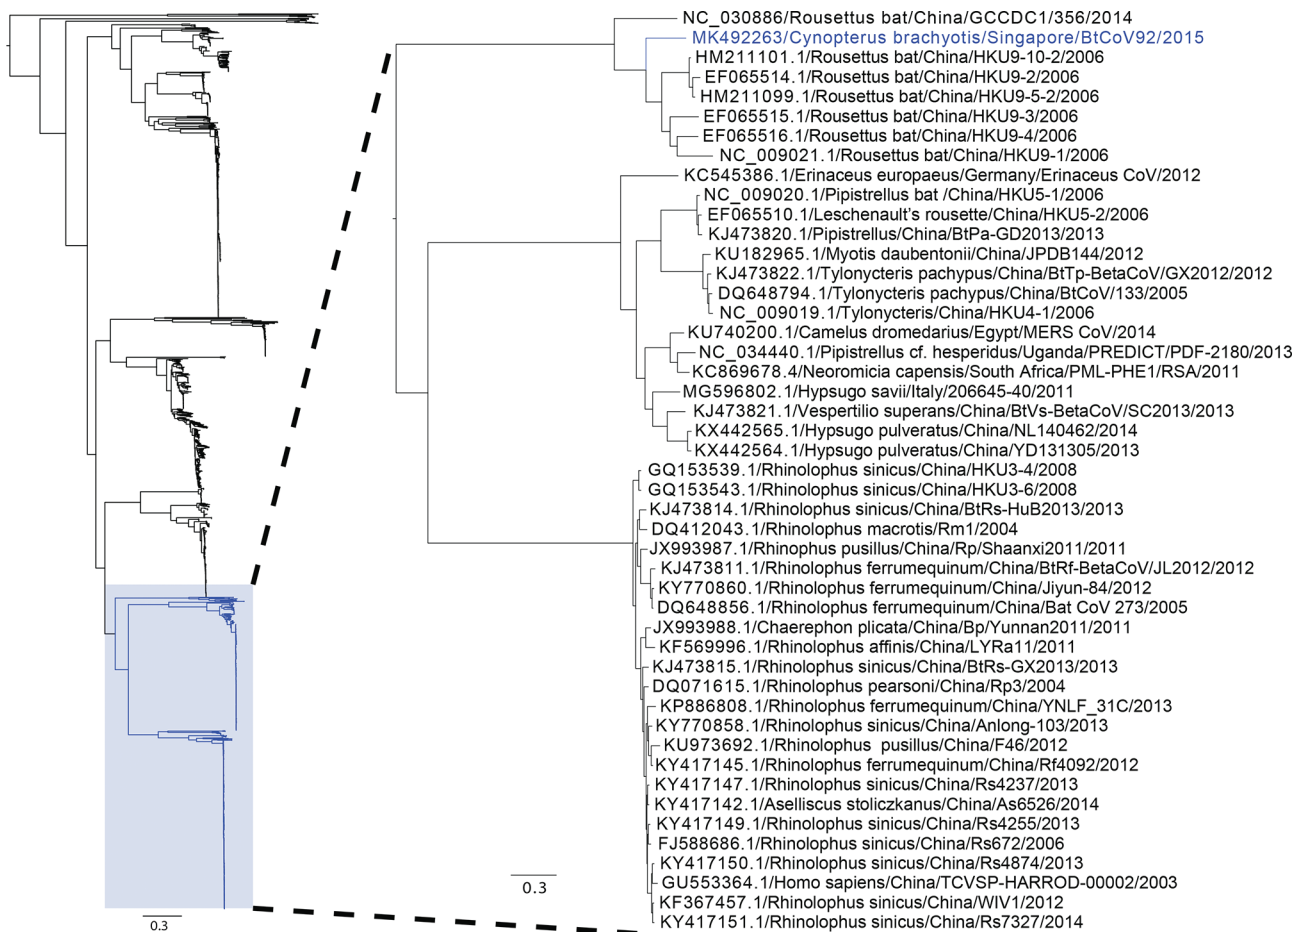 NC_030886/Rousettus bat/China/GCCDC1/356/2014
MK492263/Cynopterus brachyotis/Singapore/BtCoV92/2015
HM211101.1/Rousettus bat/China/HKU9-10-2/2006
EF065514.1/Rousettus bat/China/HKU9-2/2006
HM211099.1/Rousettus bat/China/HKU9-5-2/2006
EF065515.1/Rousettus bat/China/HKU9-3/2006
EF065516.1/Rousettus bat/China/HKU9-4/2006
NC_009021.1/Rousettus bat/China/HKU9-1/2006
KC545386.1/Erinaceus europaeus/Germany/Erinaceus CoV/2012
NC_009020.1/Pipistrellus bat /China/HKU5-1/2006
EF065510.1/Leschenault's rousette/China/HKU5-2/2006
KJ473820.1/Pipistrellus/China/BtPa-GD2013/2013
KU182965.1/Myotis daubentonii/China/JPDB144/2012
KJ473822.1/Tylonycteris pachypus/China/BtTp-BetaCoV/GX2012/2012
DQ648794.1/Tylonycteris pachypus/China/BtCoV/133/2005
NC_009019.1/Tylonycteris/China/HKU4-1/2006
KU740200.1/Camelus dromedarius/Egypt/MERS CoV/2014
NC_034440.1/Pipistrellus cf. hesperidus/Uganda/PREDICT/PDF-2180/2013
KC869678.4/Neoromicia capensis/South Africa/PML-PHE1/RSA/2011
MG596802.1/Hypsugo savii/Italy/206645-40/2011
KJ473821.1/Vespertilio superans/China/BtVs-BetaCoV/SC2013/2013
KX442565.1/Hypsugo pulveratus/China/NL140462/2014
KX442564.1/Hypsugo pulveratus/China/YD131305/2013
GQ153539.1/Rhinolophus sinicus/China/HKU3-4/2008
GQ153543.1/Rhinolophus sinicus/China/HKU3-6/2008
KJ473814.1/Rhinolophus sinicus/China/BtRs-HuB2013/2013
DQ412043.1/Rhinolophus macrotis/Rm1/2004
JX993987.1/Rhinophus pusillus/China/Rp/Shaanxi2011/2011
KJ473811.1/Rhinolophus ferrumequinum/China/BtRf-BetaCoV/JL2012/2012
KY770860.1/Rhinolophus ferrumequinum/China/Jiyun-84/2012
DQ648856.1/Rhinolophus ferrumequinum/China/Bat CoV 273/2005
JX993988.1/Chaerephon plicata/China/Bp/Yunnan2011/2011
KF569996.1/Rhinolophus affinis/China/LYRa11/2011
KJ473815.1/Rhinolophus sinicus/China/BtRs-GX2013/2013
DQ071615.1/Rhinolophus pearsoni/China/Rp3/2004
KP886808.1/Rhinolophus ferrumequinum/China/YNLF_31C/2013
KY770858.1/Rhinolophus sinicus/China/Anlong-103/2013
KU973692.1/Rhinolophus  pusillus/China/F46/2012
KY417145.1/Rhinolophus ferrumequinum/China/Rf4092/2012
KY417147.1/Rhinolophus sinicus/China/Rs4237/2013
KY417142.1/Aselliscus stoliczkanus/China/As6526/2014
KY417149.1/Rhinolophus sinicus/China/Rs4255/2013
FJ588686.1/Rhinolophus sinicus/China/Rs672/2006
KY417150.1/Rhinolophus sinicus/China/Rs4874/2013
GU553364.1/Homo sapiens/China/TCVSP-HARROD-00002/2003
KF367457.1/Rhinolophus sinicus/China/WIV1/2012
KY417151.1/Rhinolophus sinicus/China/Rs7327/2014
0.3
0.3